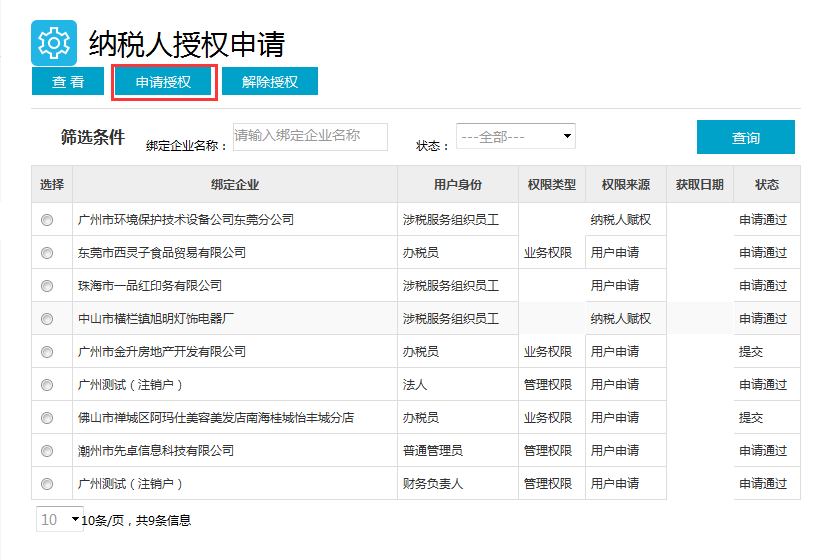 纳税人授权申请
查 看 申请授权 解除授权
筛选条件 绑定企业名称： 请输入绑定企业名称 状态： ---全部--- 查询
选择 绑定企业 用户身份 权限类型 权限来源 获取日期 状态
广州市环境保护技术设备公司东莞分公司 涉税服务组织员工 纳税人赋权 申请通过
东莞市西灵子食品贸易有限公司 办税员 业务权限 用户申请 申请通过
珠海市一品红印务有限公司 涉税服务组织员工 用户申请 申请通过
中山市横栏镇旭明灯饰电器厂 涉税服务组织员工 纳税人赋权 申请通过
广州市金升房地产开发有限公司 办税员 业务权限 用户申请 提交
广州测试（注销户） 法人 管理权限 用户申请 申请通过
佛山市禅城区阿玛仕美容美发店南海桂城怡丰城分店 办税员 业务权限 用户申请 提交
潮州市先卓信息科技有限公司 普通管理员 管理权限 用户申请 申请通过
广州测试（注销户） 财务负责人 管理权限 用户申请 申请通过
10 10条/页，共9条信息